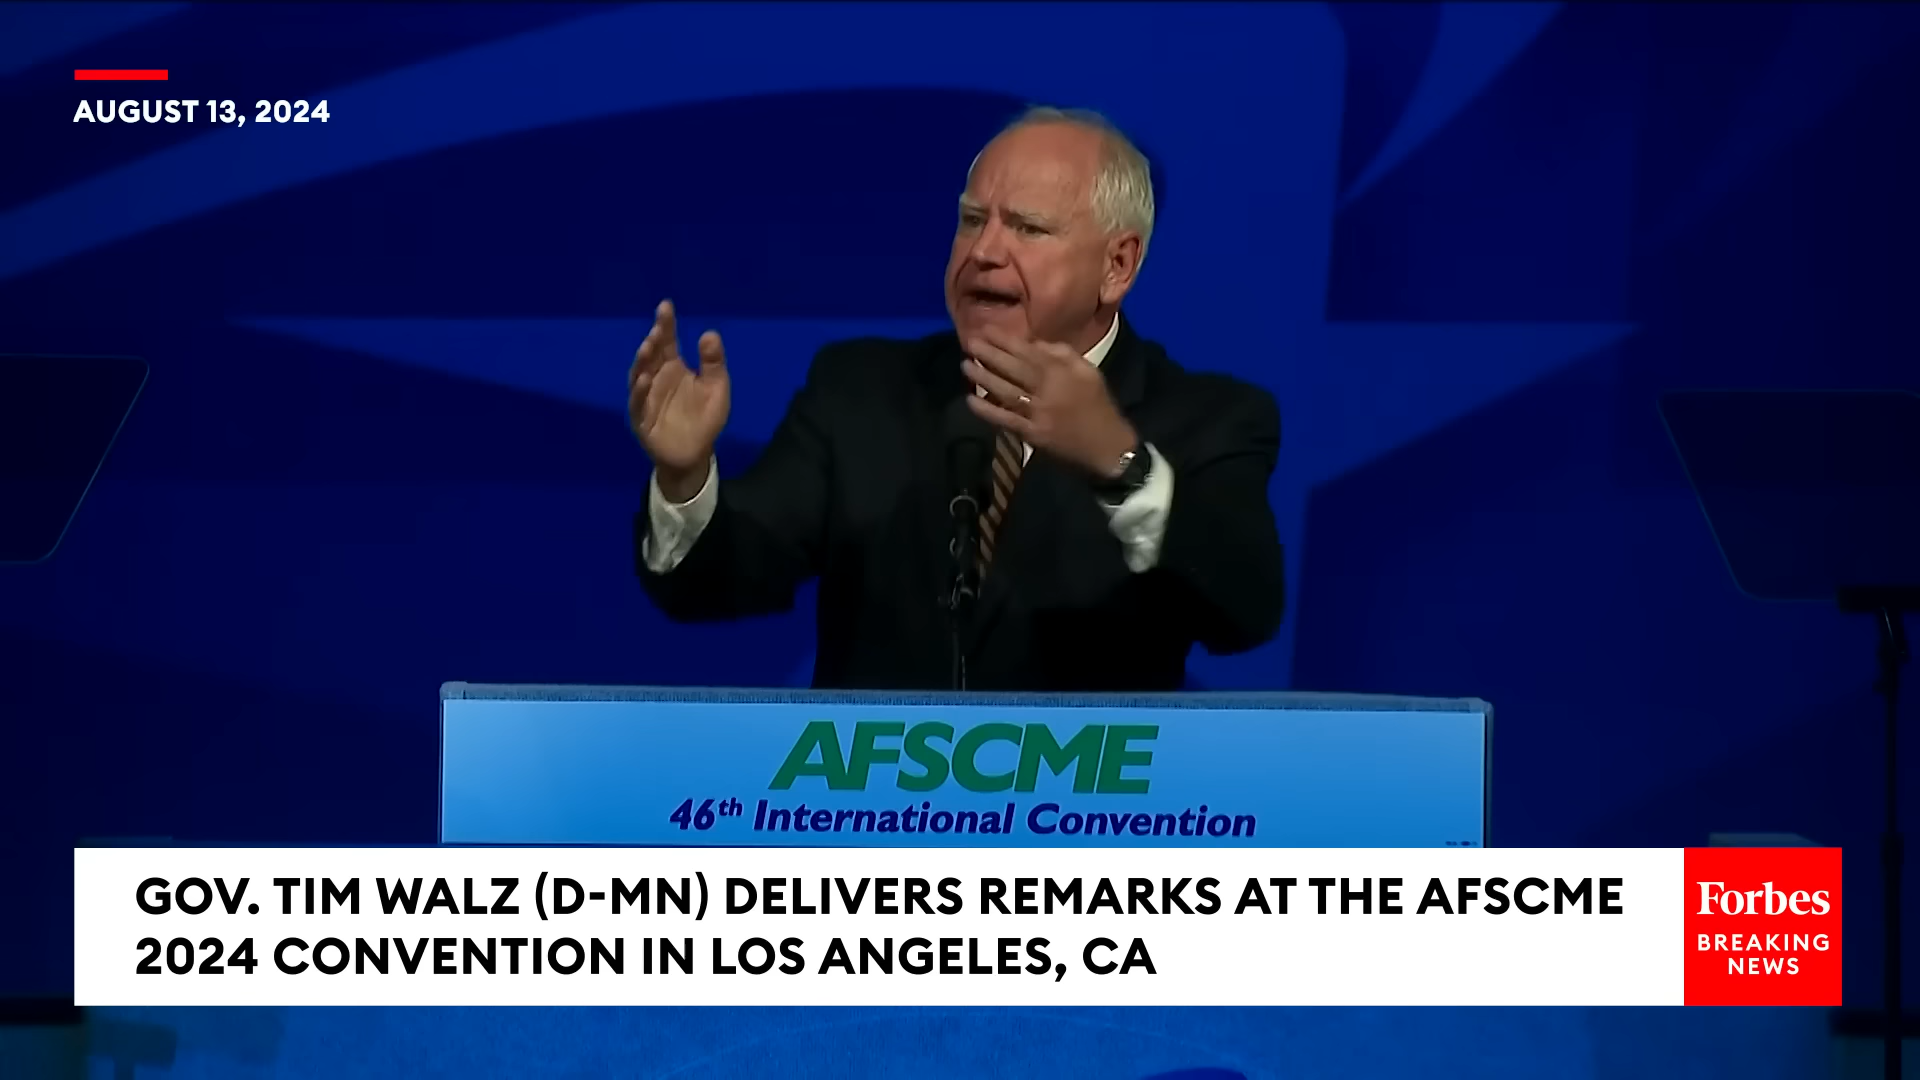 AUGUST 13, 2024
AFSCME
46th International Convention
GOV. TIM WALZ (D-MN) DELIVERS REMARKS AT THE AFSCME
2024 CONVENTION IN LOS ANGELES, CA
Forbes
BREAKING
NEWS